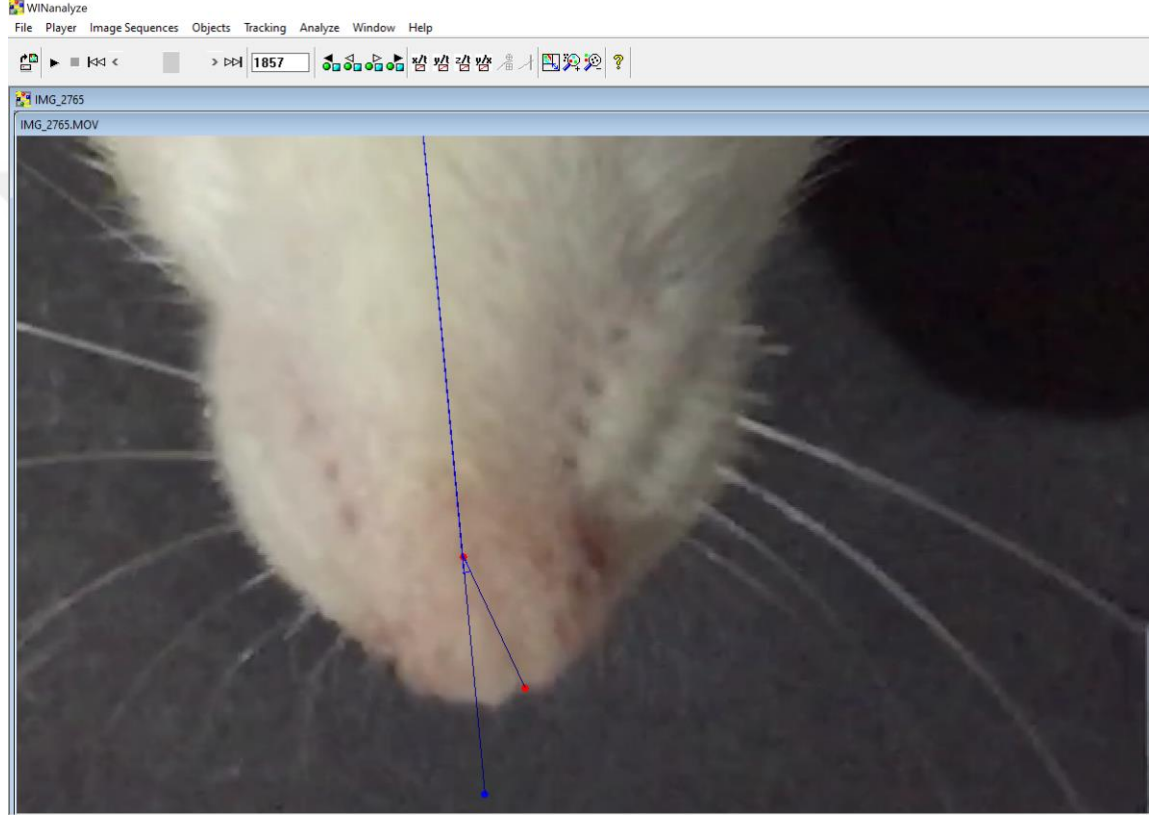 WINanalyze
File Player Image Sequences Objects Tracking Analyze Window Help
1857 x/t y/t z/t y/x ?
IMG_2765
IMG_2765.MOV